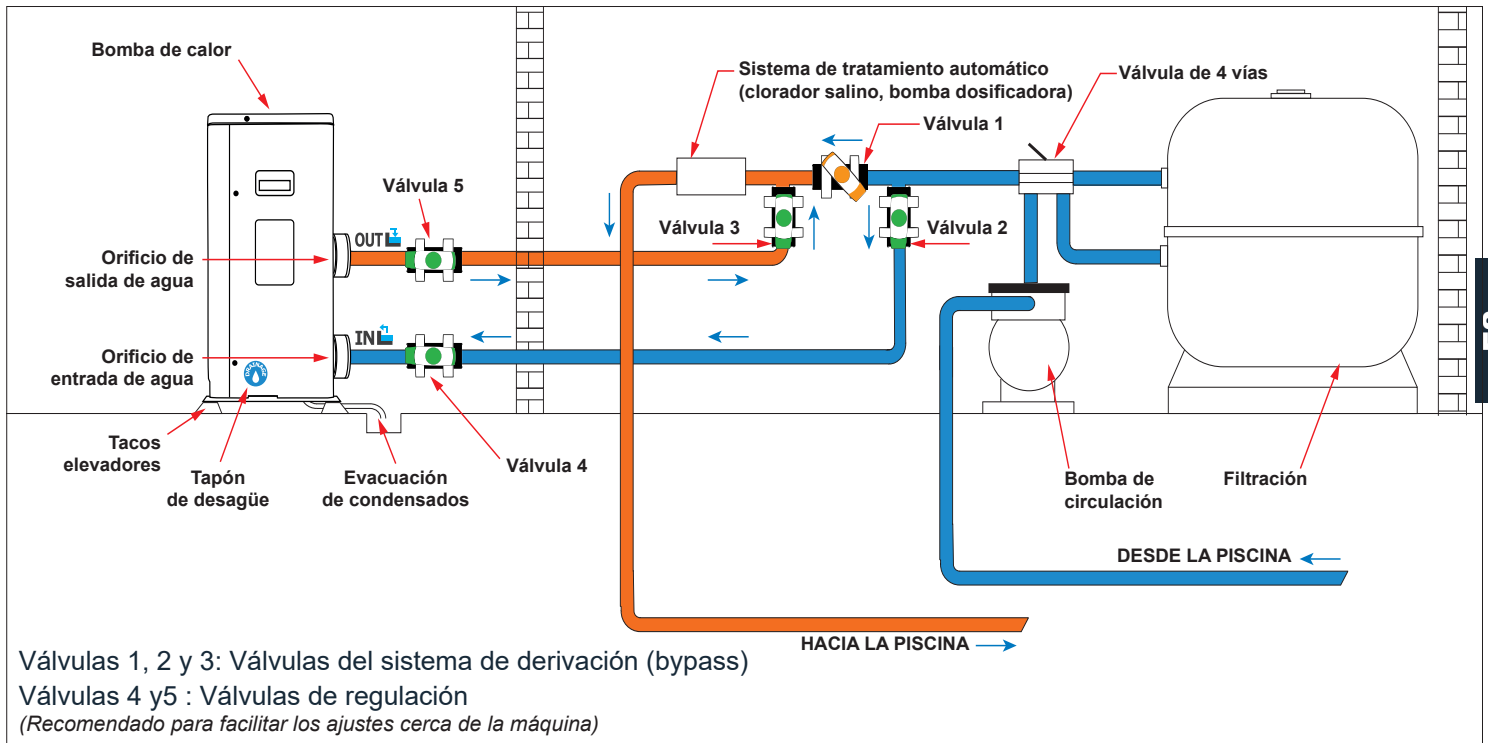 Bomba de calor
Sistema de tratamiento automático
(clorador salino, bomba dosificadora)
Válvula de 4 vías
Válvula 1
Válvula 5
Válvula 3
Válvula 2
OUT
Orificio de
salida de agua
IN
Orificio de
entrada de agua
DRAINAGE
Tacos
elevadores
Tapón
de desagüe
Evacuación
de condensados
Válvula 4
Bomba de
circulación
Filtración
DESDE LA PISCINA
HACIA LA PISCINA
Válvulas 1, 2 y 3: Válvulas del sistema de derivación (bypass)
Válvulas 4 y5 : Válvulas de regulación
(Recomendado para facilitar los ajustes cerca de la máquina)